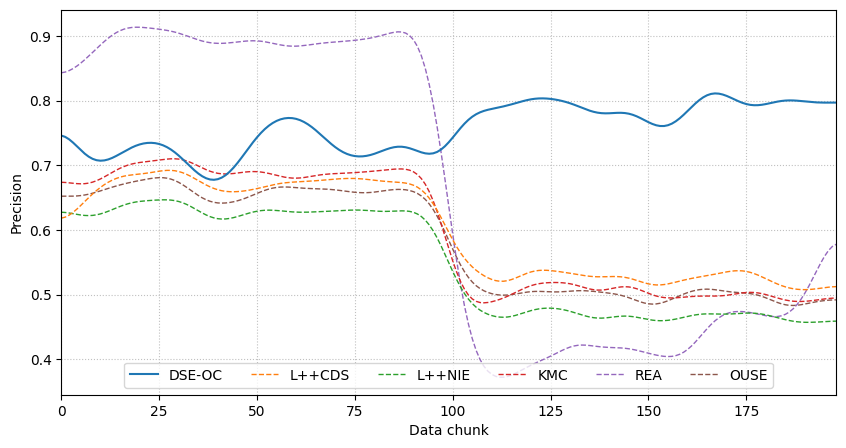 Precision
0.9
0.8
0.7
0.6
0.5
0.4
DSE-OC L++CDS L++NIE KMC REA OUSE
0 25 50 75 100 125 150 175
Data chunk